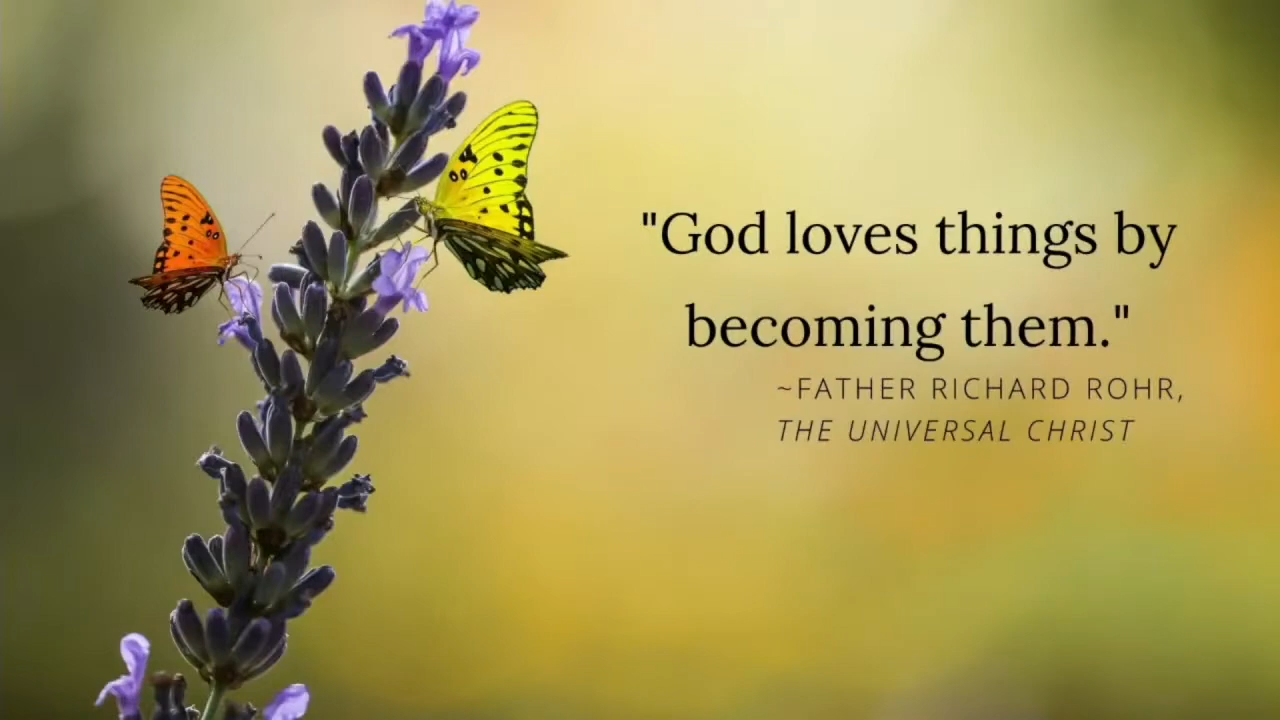 "God loves things by
becoming them."
~FATHER RICHARD ROHR,
THE UNIVERSAL CHRIST